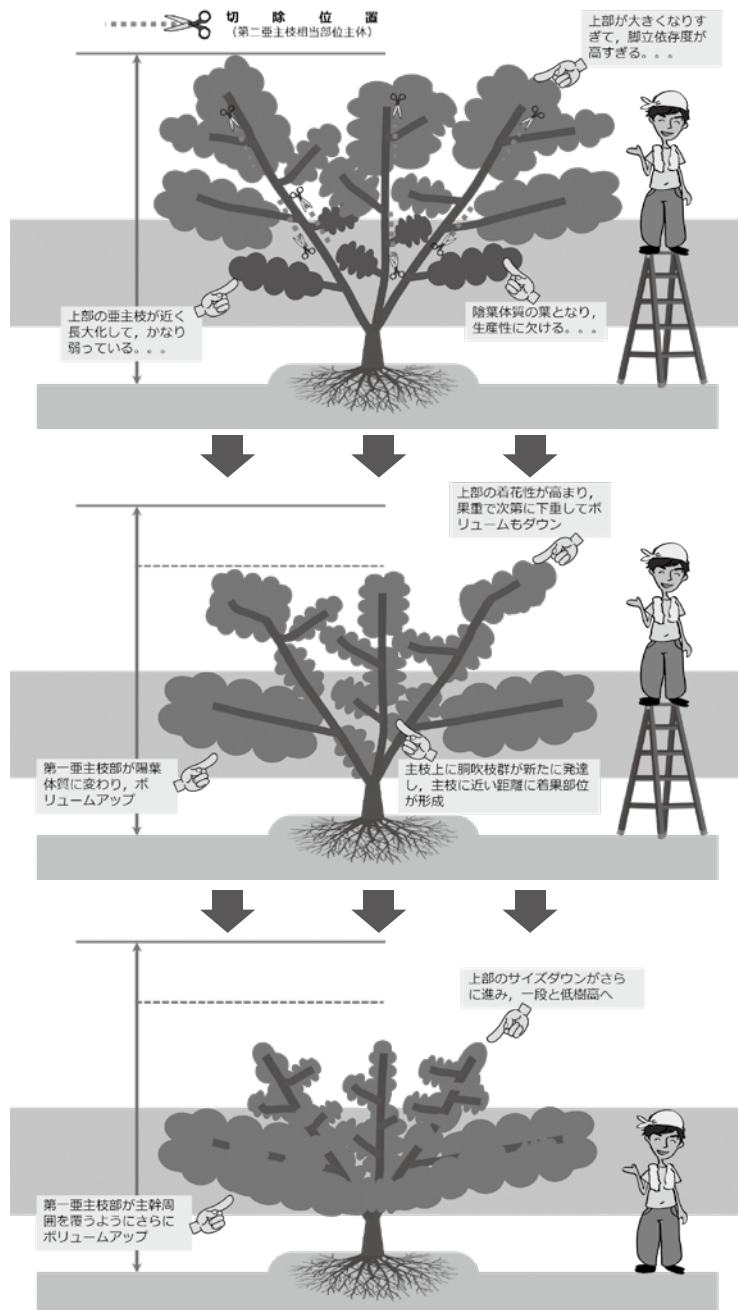 切除位置
(第二亜主枝相当部位主体)
上部が大きくなりす
ぎて，脚立依存度が
高すぎる。。。
上部の亜主枝が近く
長大化して，かなり
弱っている。。。
陰葉体質の葉となり，
生産性に欠ける。。。
上部の着花性が高まり，
果重で次第に下垂してボ
リュームもダウン
第一亜主枝部が陽葉
体質に変わり，ボ
リュームアップ
主枝上に胴吹枝群が新たに発達
し，主枝に近い距離に着果部位
が形成
上部のサイズダウンがさら
に進み，一段と低樹高へ
第一亜主枝部が主幹周
囲を覆うようにさらに
ボリュームアップ